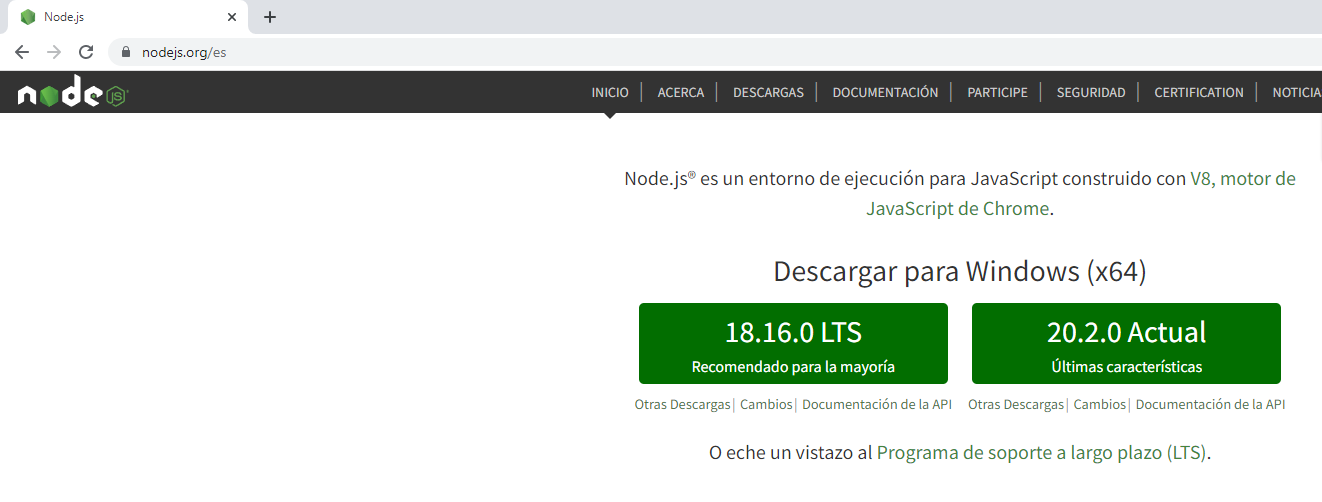 Node.js
nodejs.org/es
node JS
INICIO | ACERCA | DESCARGAS | DOCUMENTACIÓN | PARTICIPE | SEGURIDAD | CERTIFICATION | NOTICIA
Node.js® es un entorno de ejecución para JavaScript construido con V8, motor de
JavaScript de Chrome.
Descargar para Windows (x64)
18.16.0 LTS 20.2.0 Actual
Recomendado para la mayoría Últimas características
Otras Descargas| Cambios| Documentación de la API Otras Descargas| Cambios| Documentación de la API
O eche un vistazo al Programa de soporte a largo plazo (LTS).